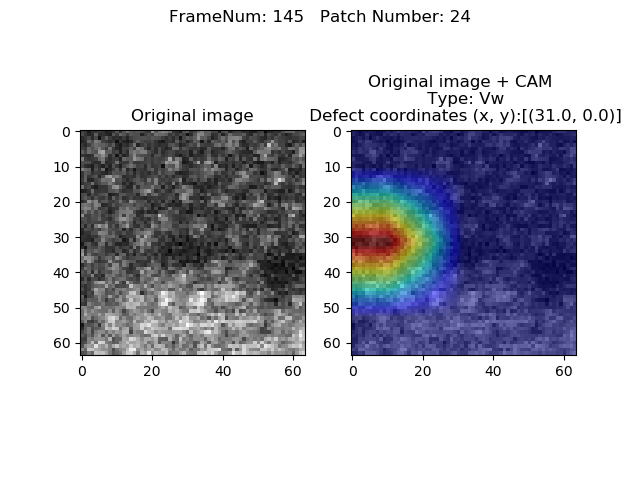 FrameNum: 145   Patch Number: 24
Original image
0
10
20
30
40
50
60
0 20 40 60
Original image + CAM
Type: Vw
Defect coordinates (x, y):[(31.0, 0.0)]
0
10
20
30
40
50
60
0 20 40 60